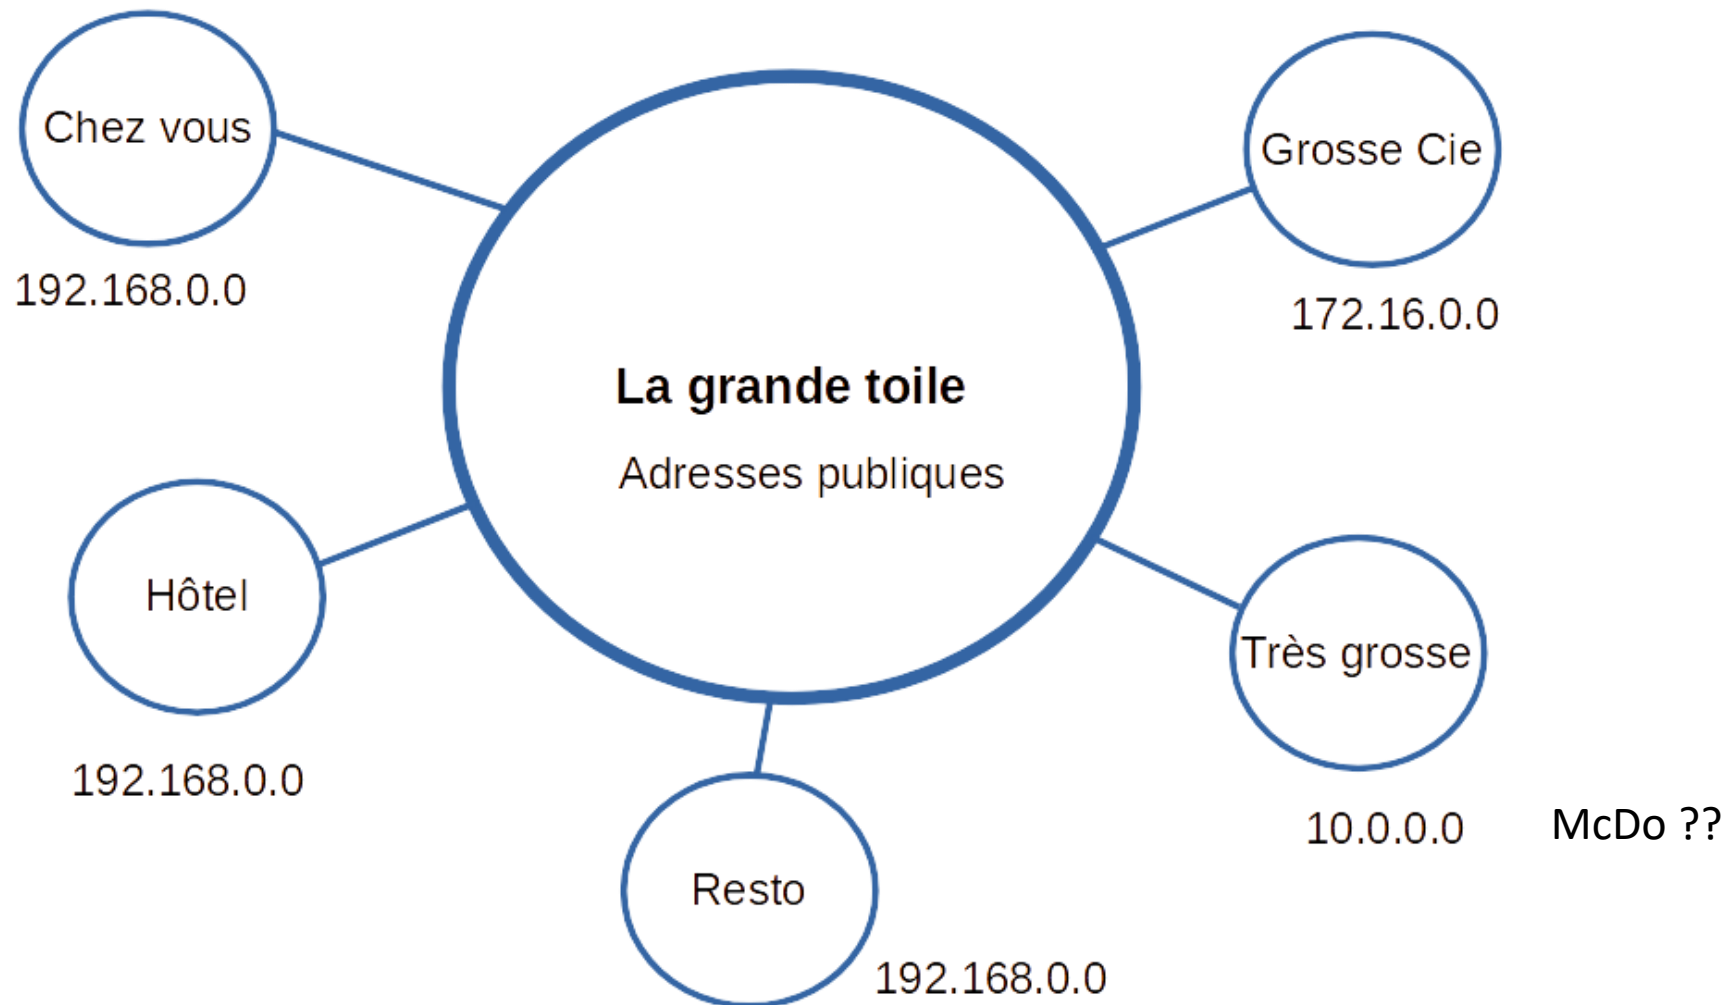 Chez vous
192.168.0.0
Grosse Cie
172.16.0.0
La grande toile
Adresses publiques
Hôtel
192.168.0.0
Très grosse
10.0.0.0
McDo ??
Resto
192.168.0.0